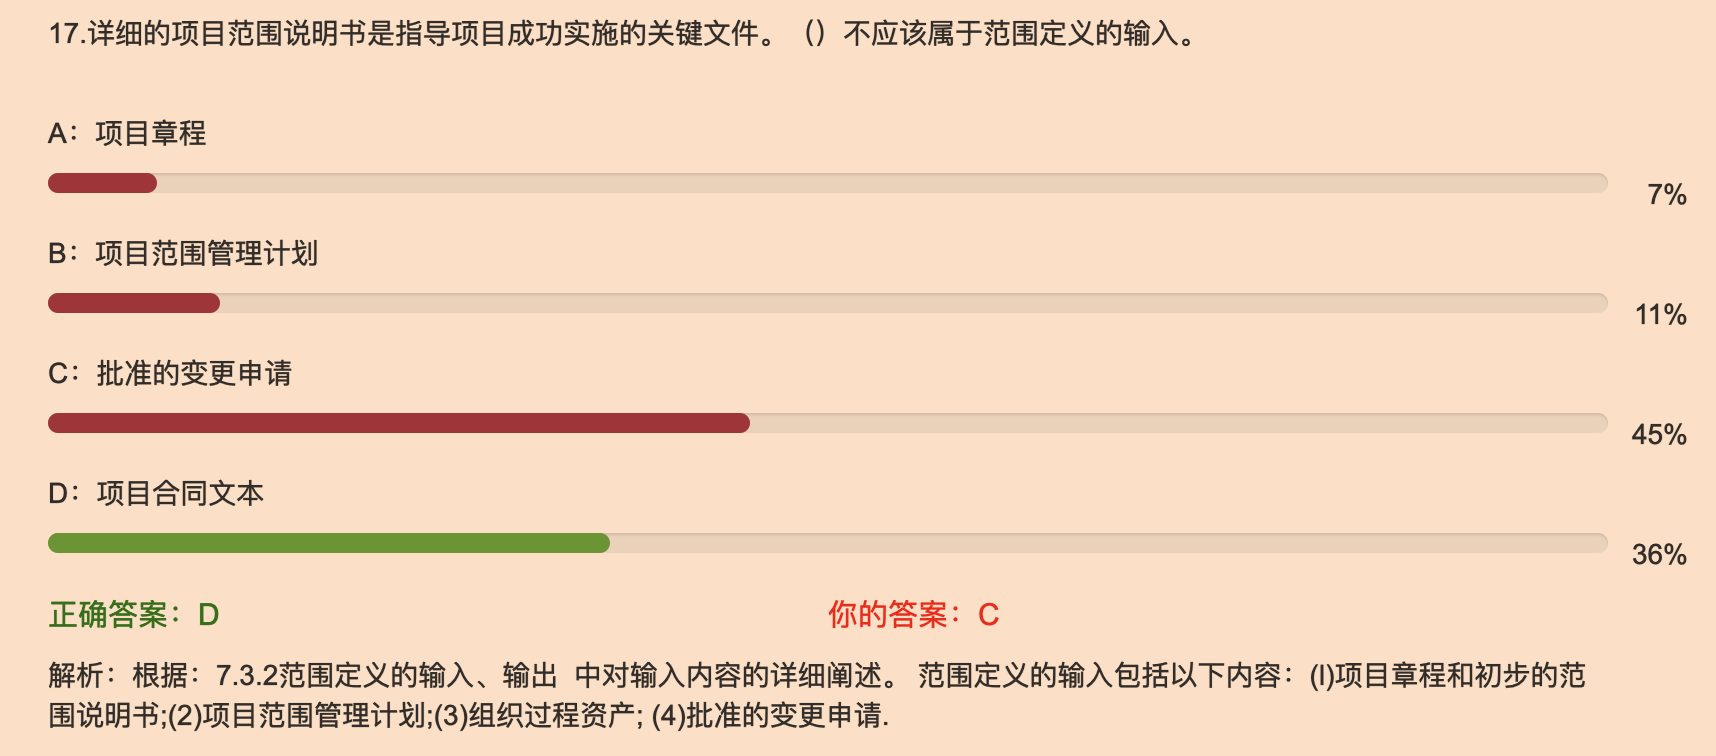 17.详细的项目范围说明书是指导项目成功实施的关键文件。（）不应该属于范围定义的输入。
A：项目章程
7%
B：项目范围管理计划
11%
C：批准的变更申请
45%
D：项目合同文本
36%
正确答案：D
你的答案：C
解析：根据：7.3.2范围定义的输入、输出 中对输入内容的详细阐述。 范围定义的输入包括以下内容：(I)项目章程和初步的范
围说明书;(2)项目范围管理计划;(3)组织过程资产; (4)批准的变更申请.